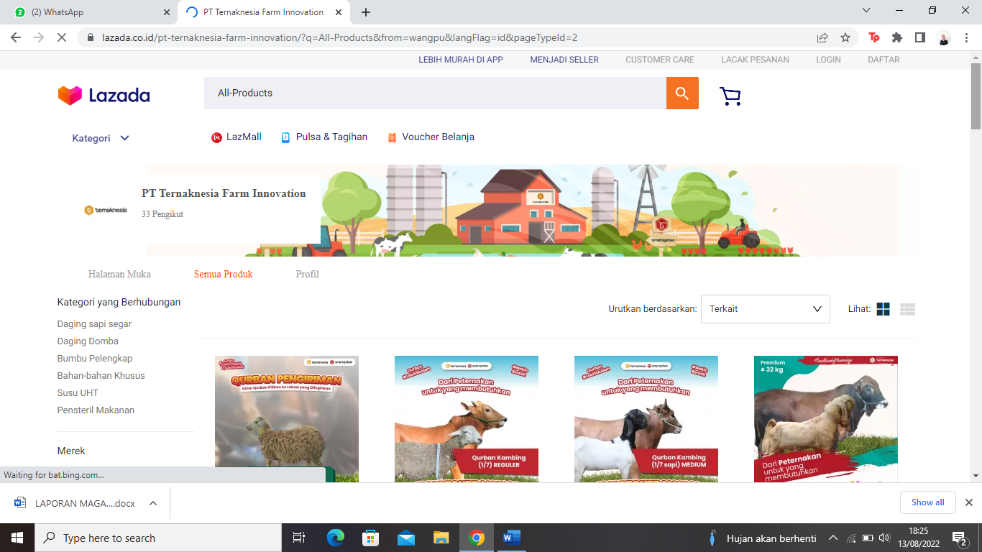 (2) WhatsApp
PT Ternaknesia Farm Innovation
lazada.co.id/pt-ternaknesia-farm-innovation/?q=All-Products&from=wangpu&langFlag=id&pageTypeId=2
LEBIH MURAH DI APP MENJADI SELLER CUSTOMER CARE LACAK PESANAN LOGIN DAFTAR
Lazada
All-Products
Kategori
LazMall Pulsa & Tagihan Voucher Belanja
PT Ternaknesia Farm Innovation
ternaknesia
33 Pengikut
Halaman Muka Semua Produk Profil
Kategori yang Berhubungan
Urutkan berdasarkan: Terkait Lihat:
Daging sapi segar
Daging Domba
Bumbu Pelengkap
Bahan-bahan Khusus
Susu UHT
Pensteril Makanan
Merek
QURBAN PENGIRIMAN
Dari Peternakan
untuk yang membutuhkan
Qurban Kambing
(1/7) REGULER
Dari Peternakan
untuk yang membutuhkan
Qurban Kambing
(1/7 sapi) MEDIUM
Premium
± 32 kg
Dari Peternakan
untuk yang
membutuhkan
Waiting for bat.bing.com...
LAPORAN MAGA....docx
Show all
Type here to search
Hujan akan berhenti
18:25
13/08/2022
2